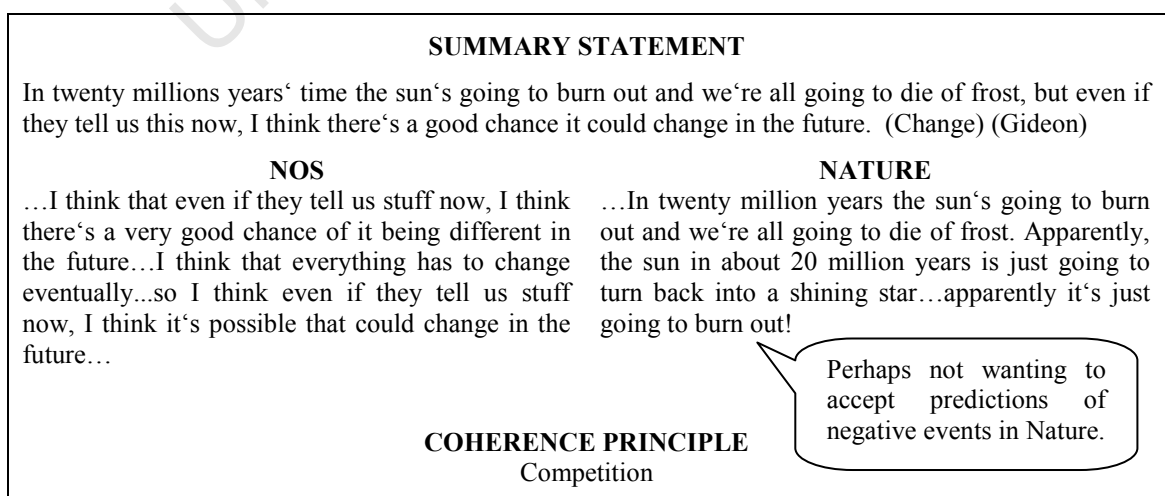 SUMMARY STATEMENT
In twenty millions years‘ time the sun‘s going to burn out and we‘re all going to die of frost, but even if
they tell us this now, I think there‘s a good chance it could change in the future.  (Change) (Gideon)
NOS
…I think that even if they tell us stuff now, I think
there‘s a very good chance of it being different in
the future…I think that everything has to change
eventually...so I think even if they tell us stuff
now, I think it‘s possible that could change in the
future…
NATURE
…In twenty million years the sun‘s going to burn
out and we‘re all going to die of frost. Apparently,
the sun in about 20 million years is just going to
turn back into a shining star…apparently it‘s just
going to burn out!
Perhaps not wanting to
accept predictions of
negative events in Nature.
COHERENCE PRINCIPLE
Competition